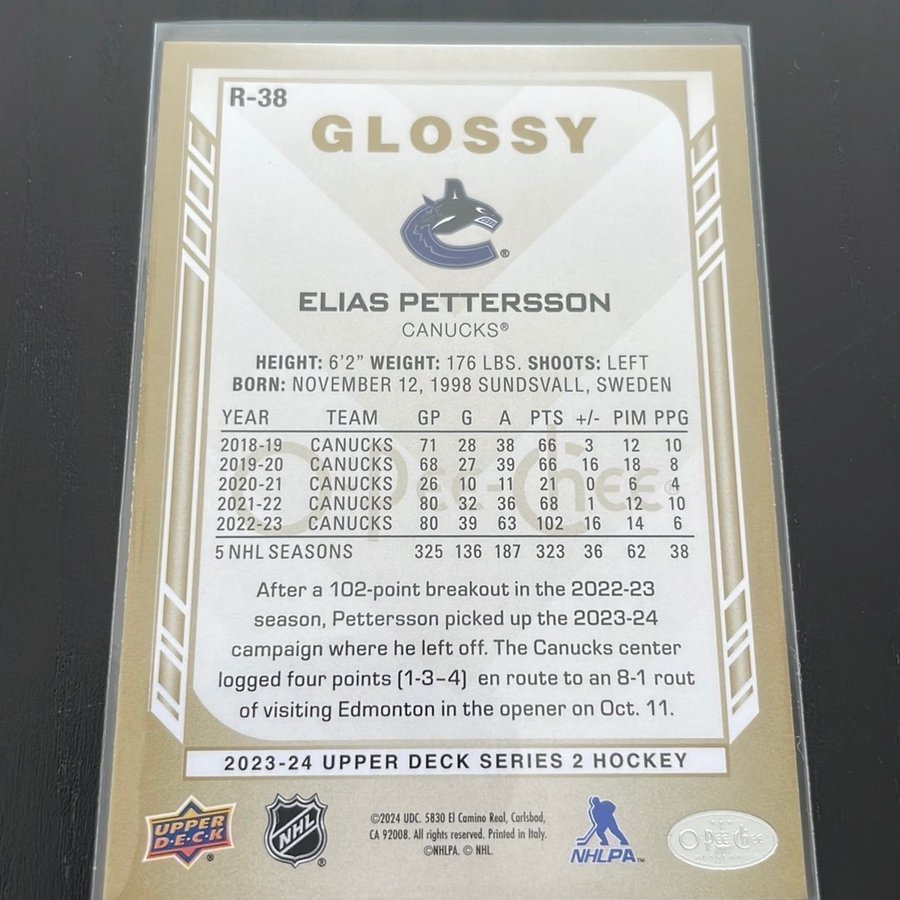 R-38
GLOSSY
®
ELIAS PETTERSSON
CANUCKS®
HEIGHT: 6'2" WEIGHT: 176 LBS. SHOOTS: LEFT
BORN: NOVEMBER 12, 1998 SUNDSVALL, SWEDEN
YEAR TEAM GP G A PTS +/- PIM PPG
2018-19 CANUCKS 71 28 38 66 3 12 10
2019-20 CANUCKS 68 27 39 66 16 18 8
2020-21 CANUCKS 26 10 11 21 0 6 4
2021-22 CANUCKS 80 32 36 68 1 12 10
2022-23 CANUCKS 80 39 63 102 16 14 6
5 NHL SEASONS 325 136 187 323 36 62 38
O-Pee-Chee®
After a 102-point breakout in the 2022-23
season, Pettersson picked up the 2023-24
campaign where he left off. The Canucks center
logged four points (1-3–4) en route to an 8-1 rout
of visiting Edmonton in the opener on Oct. 11.
2023-24 UPPER DECK SERIES 2 HOCKEY
UPPER
D·E·C·K
®
NHL
®
©2024 UDC. 5830 El Camino Real, Carlsbad,
CA 92008. All rights reserved. Printed in Italy.
©NHLPA. © NHL.
NHLPA™
O-Pee-Chee